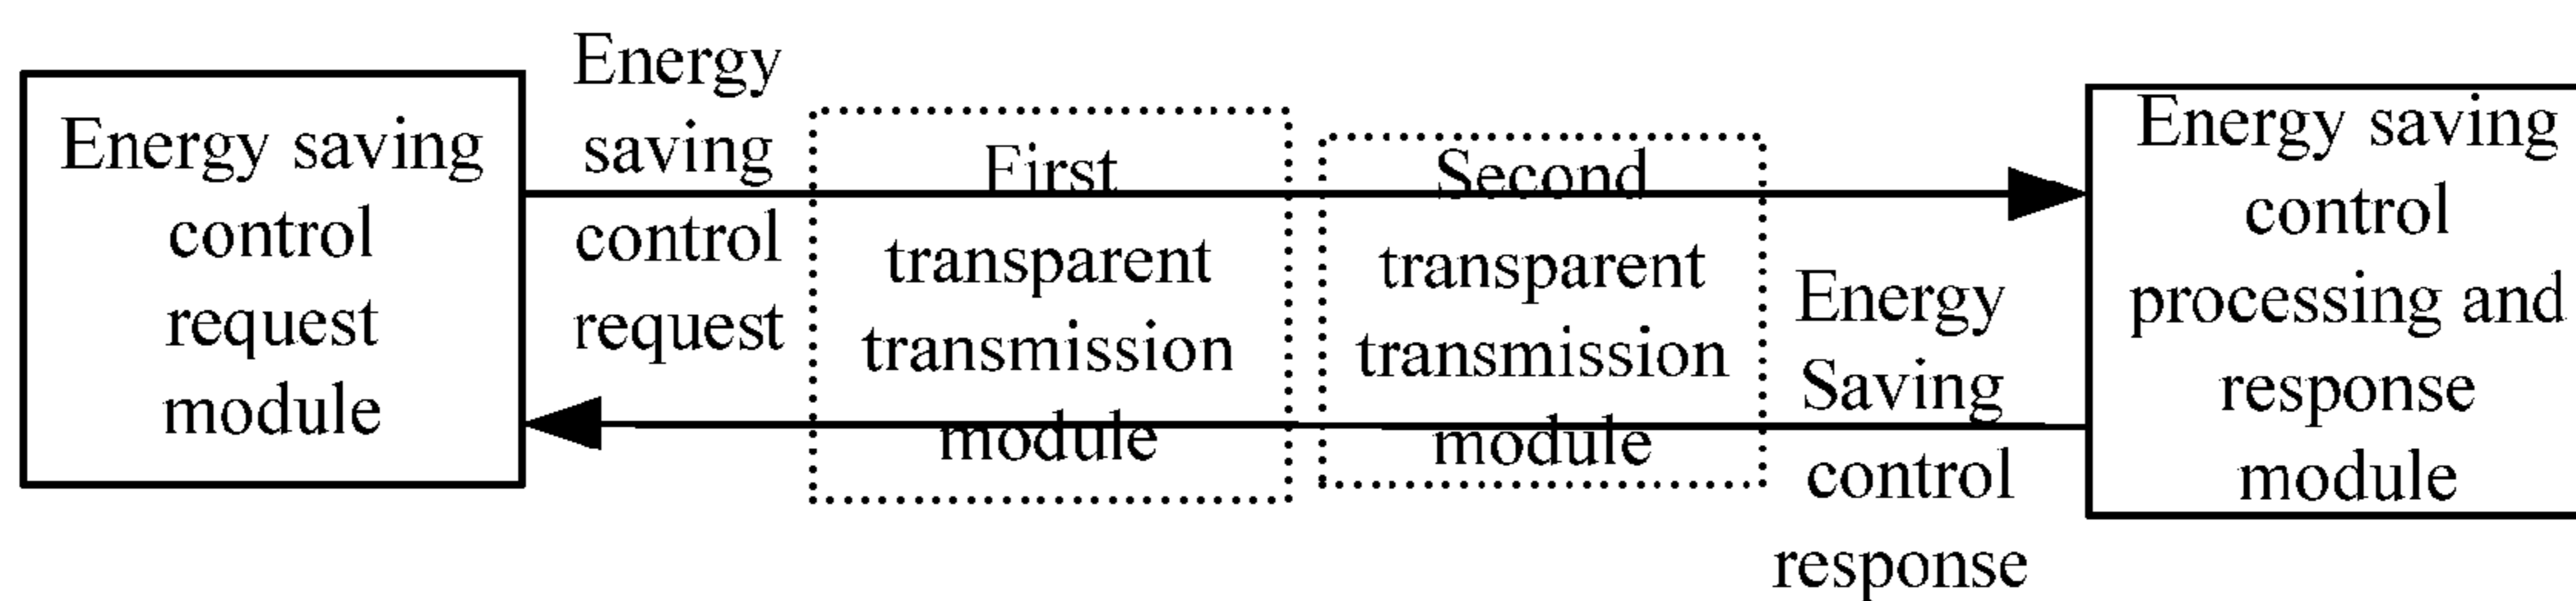 Energy saving
control
request
module
Energy
saving
control
request
First
transparent
transmission
module
Second
transparent
transmission
module
Energy
Saving
control
response
Energy saving
control
processing and
response
module